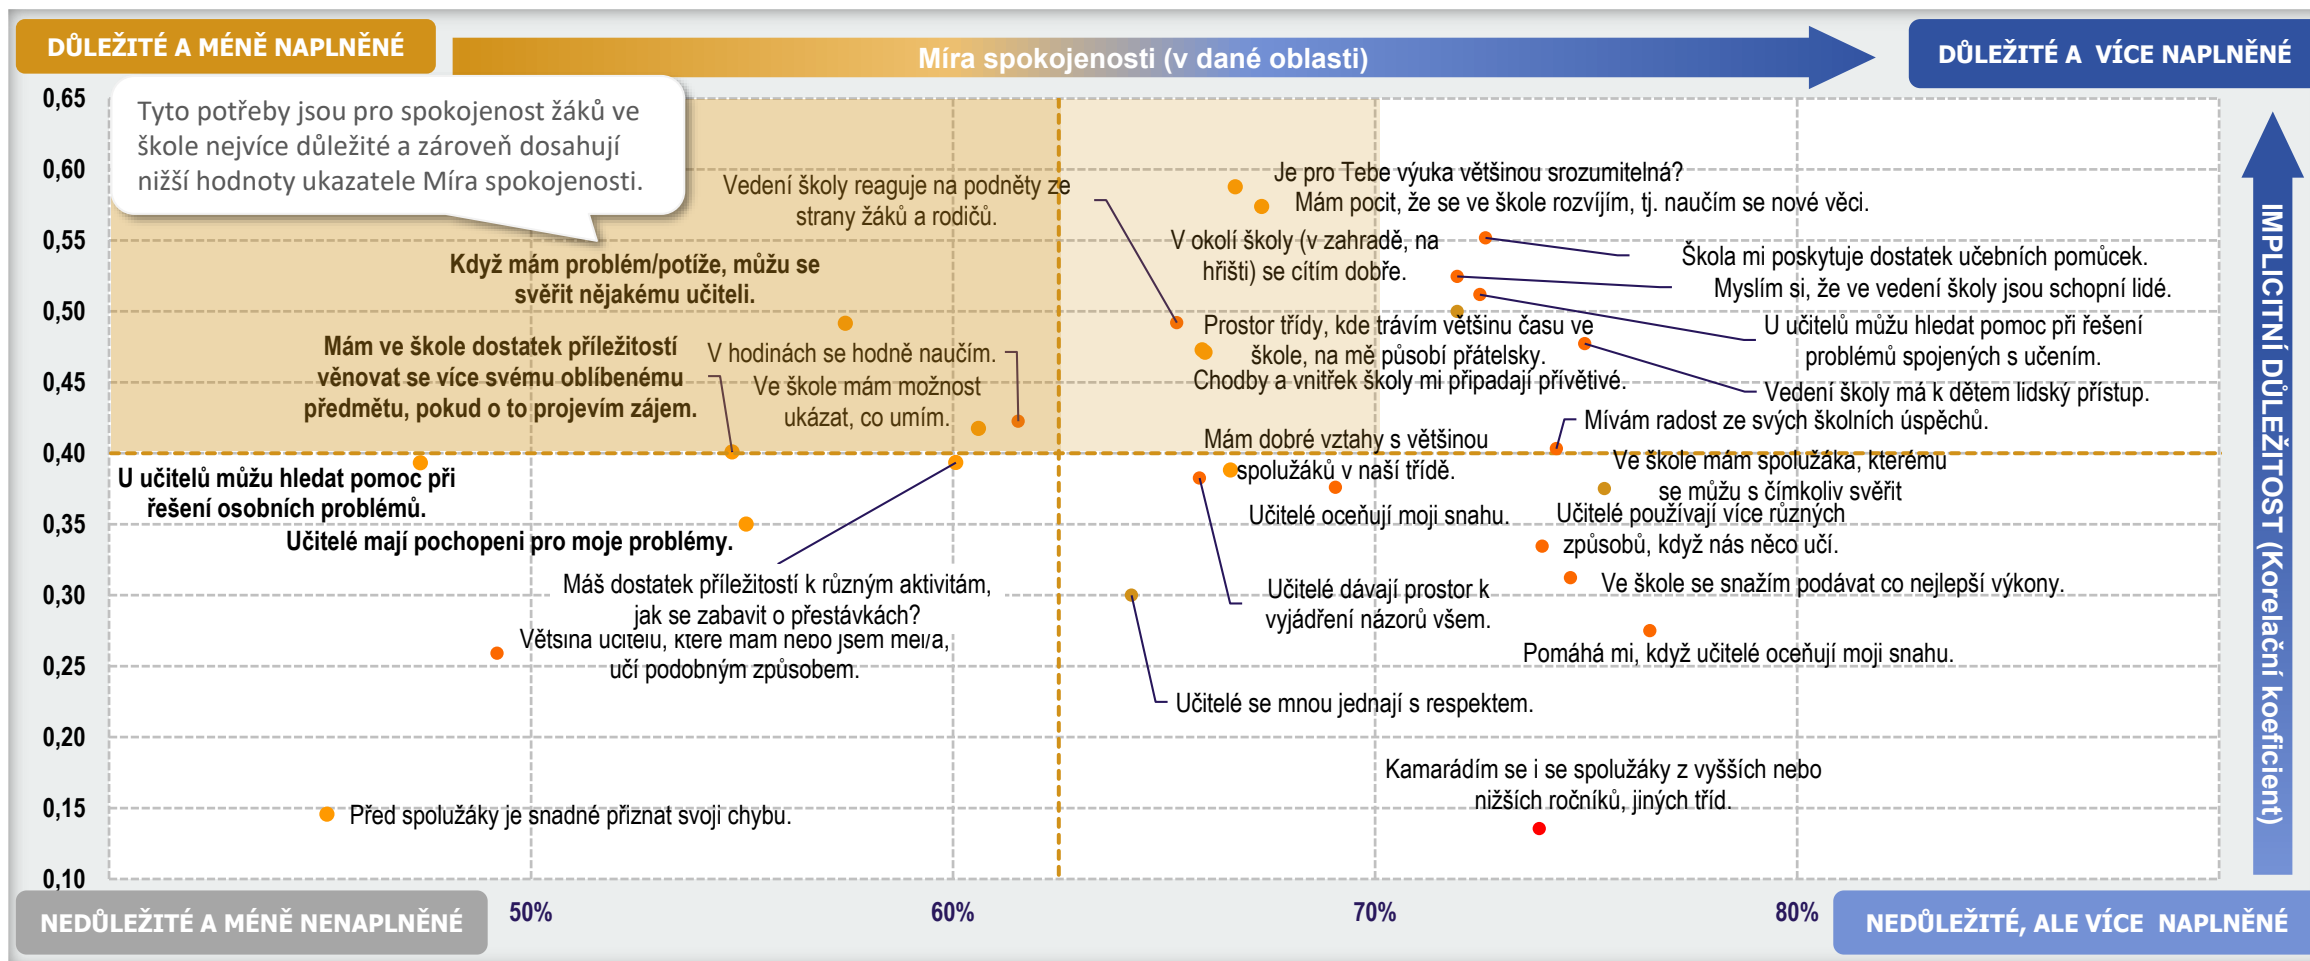 DŮLEŽITÉ A MÉNĚ NAPLNĚNÉ
Míra spokojenosti (v dané oblasti)
DŮLEŽITÉ A  VÍCE NAPLNĚNÉ
Tyto potřeby jsou pro spokojenost žáků ve
škole nejvíce důležité a zároveň dosahují
nižší hodnoty ukazatele Míra spokojenosti.
0,65
0,60
0,55
0,50
0,45
0,40
0,35
0,30
0,25
0,20
0,15
0,10
Vedení školy reaguje na podněty ze
strany žáků a rodičů.
Je pro Tebe výuka většinou srozumitelná?
Mám pocit, že se ve škole rozvíjím, tj. naučím se nové věci.
V okolí školy (v zahradě, na
hřišti) se cítím dobře.
Škola mi poskytuje dostatek učebních pomůcek.
Myslím si, že ve vedení školy jsou schopní lidé.
Když mám problém/potíže, můžu se
svěřit nějakému učiteli.
U učitelů můžu hledat pomoc při řešení
problémů spojených s učením.
Prostor třídy, kde trávím většinu času ve
škole, na mě působí přátelsky.
Chodby a vnitřek školy mi připadají přívětivé.
Mám ve škole dostatek příležitostí
věnovat se více svému oblíbenému
předmětu, pokud o to projevím zájem.
V hodinách se hodně naučím.
Ve škole mám možnost
ukázat, co umím.
Vedení školy má k dětem lidský přístup.
Mívám radost ze svých školních úspěchů.
Mám dobré vztahy s většinou
spolužáků v naší třídě.
Ve škole mám spolužáka, kterému
se můžu s čímkoliv svěřit
U učitelů můžu hledat pomoc při
řešení osobních problémů.
Učitelé oceňují moji snahu.
Učitelé používají více různých
způsobů, když nás něco učí.
Učitelé mají pochopeni pro moje problémy.
Máš dostatek příležitostí k různým aktivitám,
jak se zabavit o přestávkách?
Učitelé dávají prostor k
vyjádření názorů všem.
Ve škole se snažím podávat co nejlepší výkony.
Většina učitelů, které mám nebo jsem měl/a,
učí podobným způsobem.
Pomáhá mi, když učitelé oceňují moji snahu.
Učitelé se mnou jednají s respektem.
Kamarádím se i se spolužáky z vyšších nebo
nižších ročníků, jiných tříd.
Před spolužáky je snadné přiznat svoji chybu.
IMPLICITNÍ DŮLEŽITOST (Korelační koeficient)
NEDŮLEŽITÉ A MÉNĚ NENAPLNĚNÉ
50%
60%
70%
80%
NEDŮLEŽITÉ, ALE VÍCE  NAPLNĚNÉ